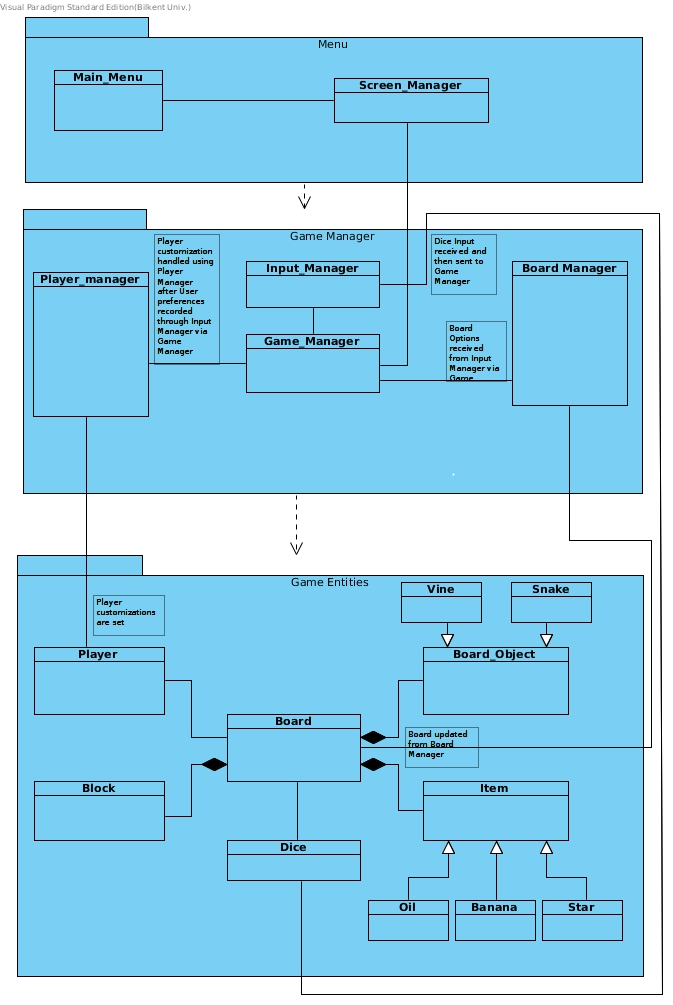 Visual Paradigm Standard Edition(Bilkent Univ.)
Menu
Main_Menu
Screen_Manager
Game Manager
Player
customization
handled using
Player
Manager
after User
preferences
recorded
through Input
Manager via
Game
Manager
Dice Input
received and
then sent to
Game
Manager
Player_manager
Input_Manager
Board Manager
Game_Manager
Board
Options
received
from Input
Manager via
Game
Game Entities
Vine
Snake
Player
customizations
are set
Player
Board_Object
Board
Board updated
from Board
Manager
Block
Item
Dice
Oil
Banana
Star